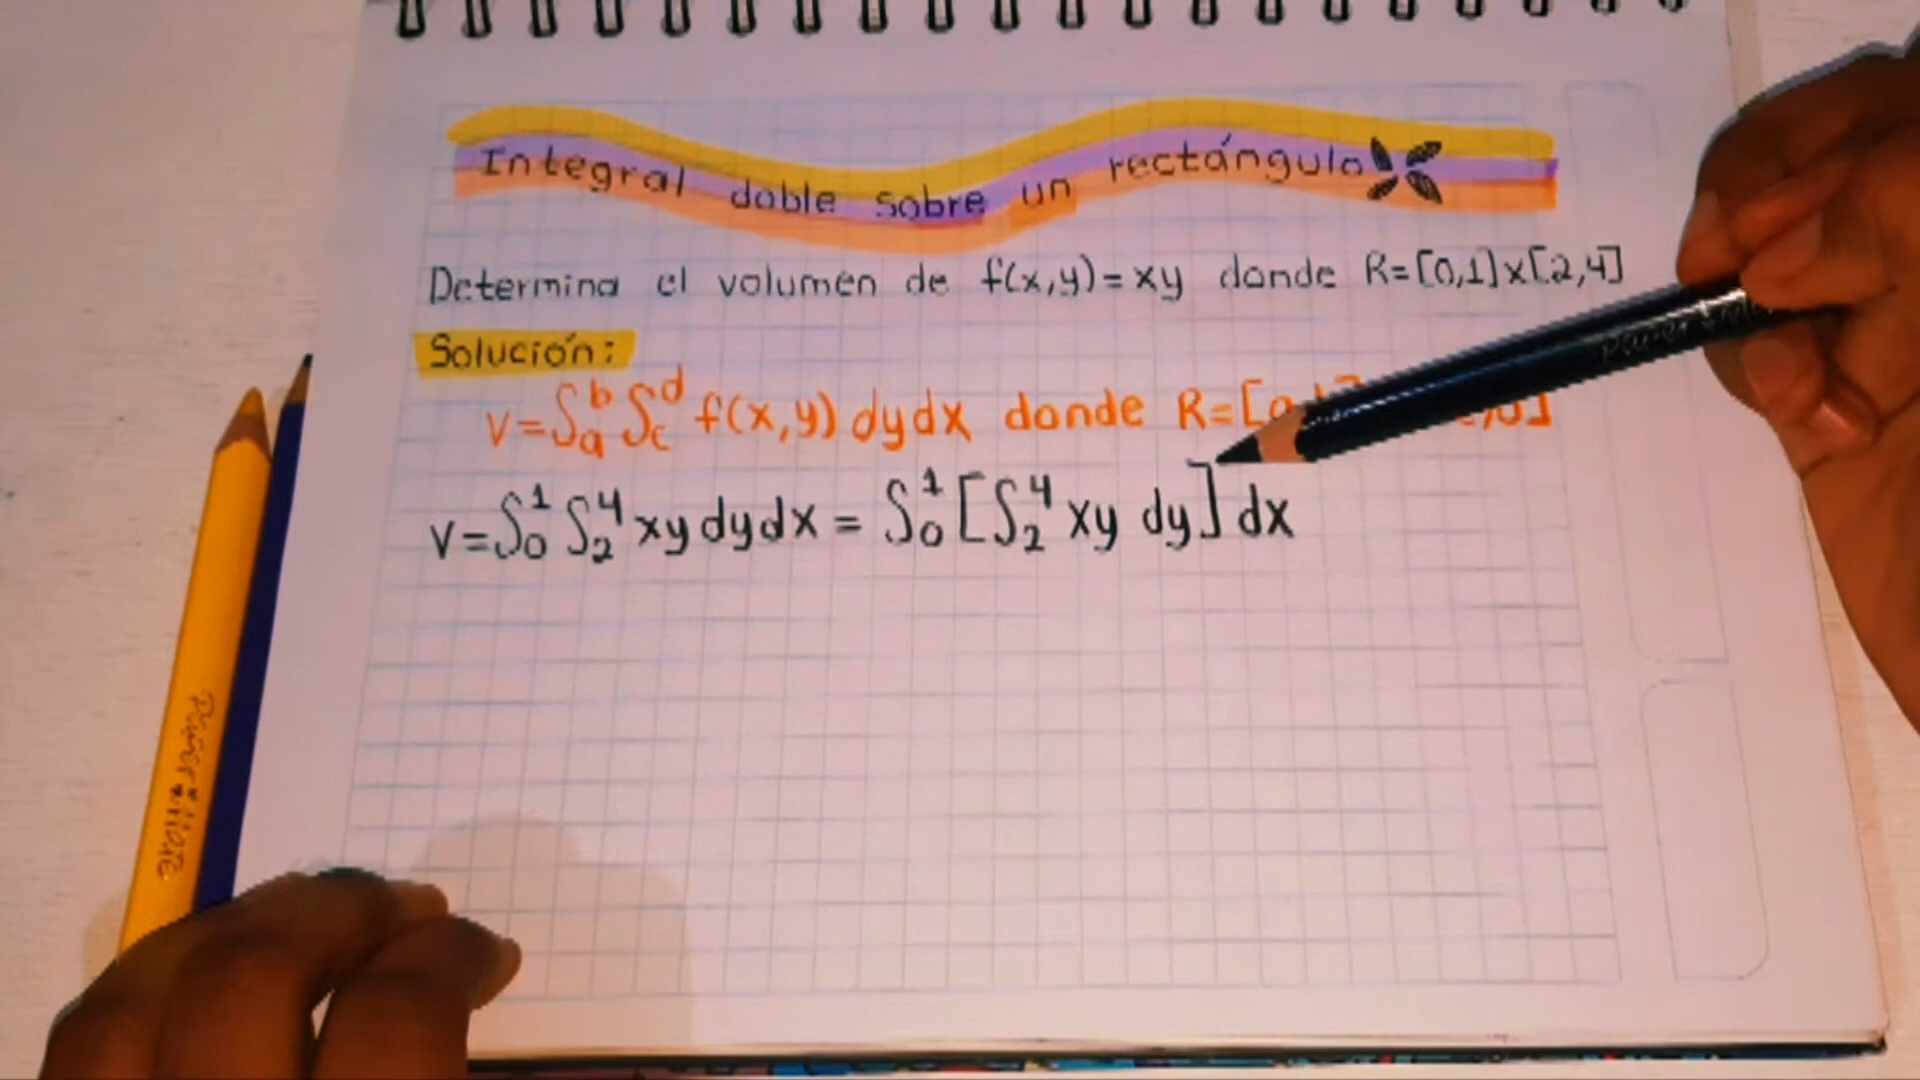 Integral doble sobre un rectángulo
Determina el volumen de f(x,y)=xy donde R=[0,1]x[2,4]
Solución:
V=∫ₐᵇ ∫꜀ᵈ f(x,y) dydx donde R=[a
V=∫₀¹ ∫₂⁴ xy dydx = ∫₀¹ [∫₂⁴ xy dy] dx